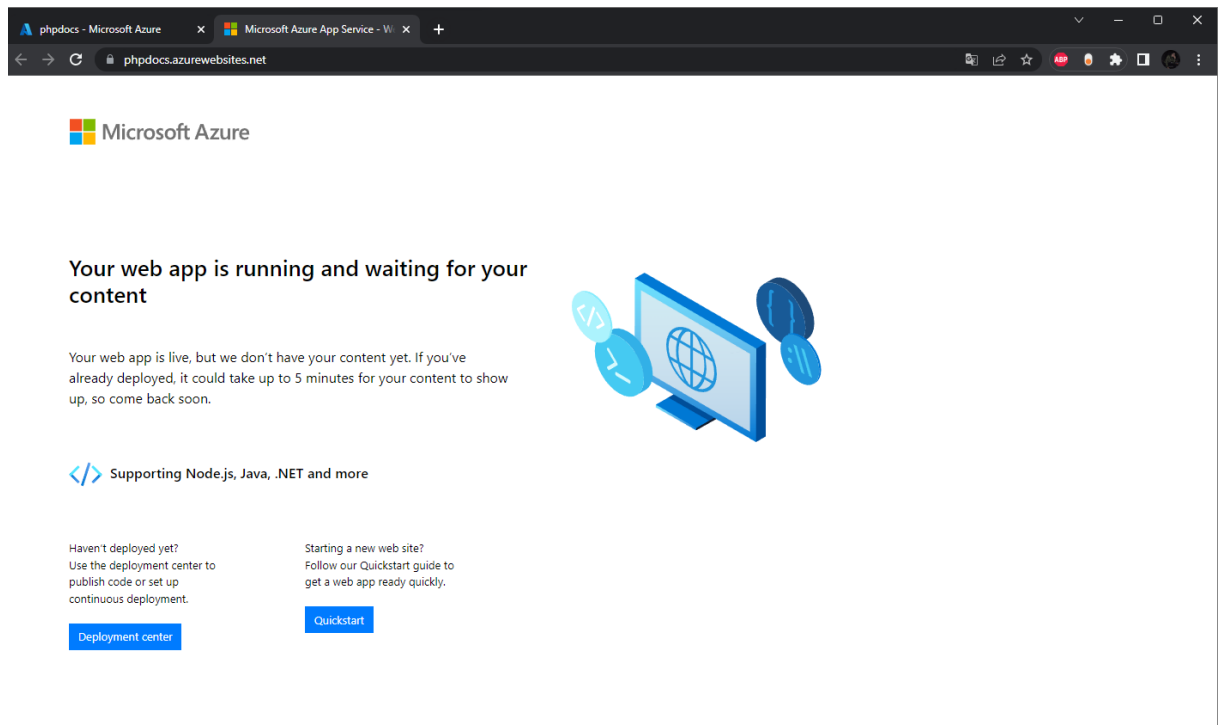 phpdocs - Microsoft Azure
Microsoft Azure App Service - W
phpdocs.azurewebsites.net
ABP
Microsoft Azure
Your web app is running and waiting for your
content
Your web app is live, but we don't have your content yet. If you've
already deployed, it could take up to 5 minutes for your content to show
up, so come back soon.
</> Supporting Node.js, Java, .NET and more
Haven't deployed yet?
Use the deployment center to
publish code or set up
continuous deployment.
Deployment center
Starting a new web site?
Follow our Quickstart guide to
get a web app ready quickly.
Quickstart